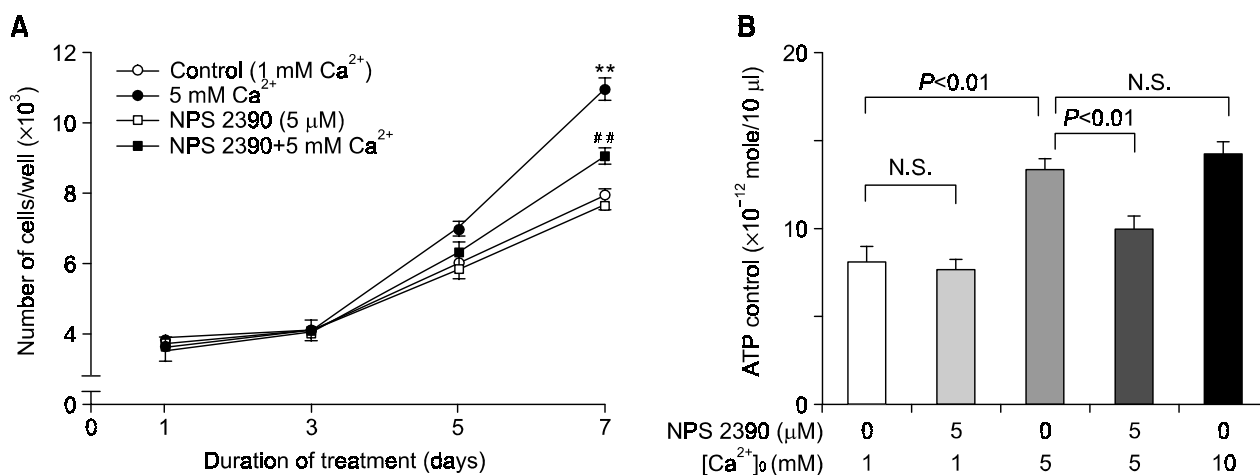 A
12
10
8
6
4
0
Number of cells/well (×10³)
Control (1 mM Ca²⁺)
5 mM Ca²⁺
NPS 2390 (5 μM)
NPS 2390+5 mM Ca²⁺
**
##
0 1 3 5 7
Duration of treatment (days)
B
20
10
0
ATP control (×10⁻¹² mole/10 μl)
P<0.01
N.S.
P<0.01
N.S.
NPS 2390 (μM) 0 5 0 5 0
[Ca²⁺]₀ (mM) 1 1 5 5 10